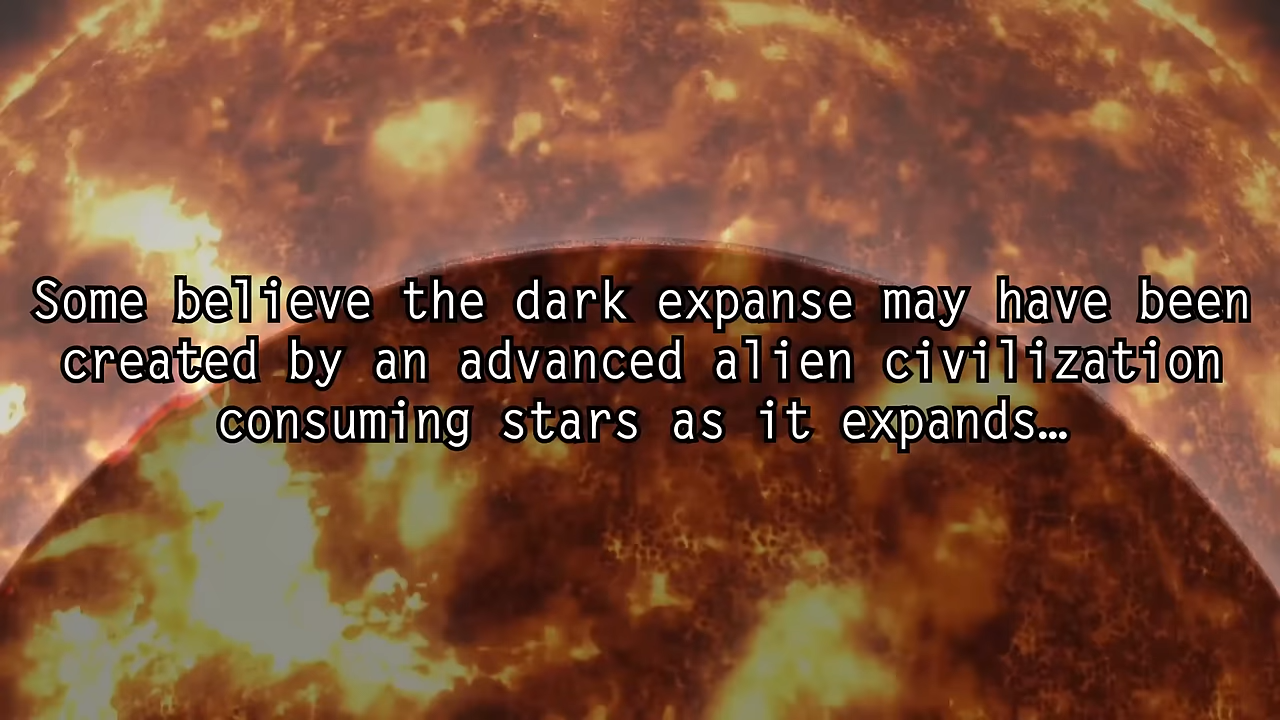 Some believe the dark expanse may have been
created by an advanced alien civilization
consuming stars as it expands…